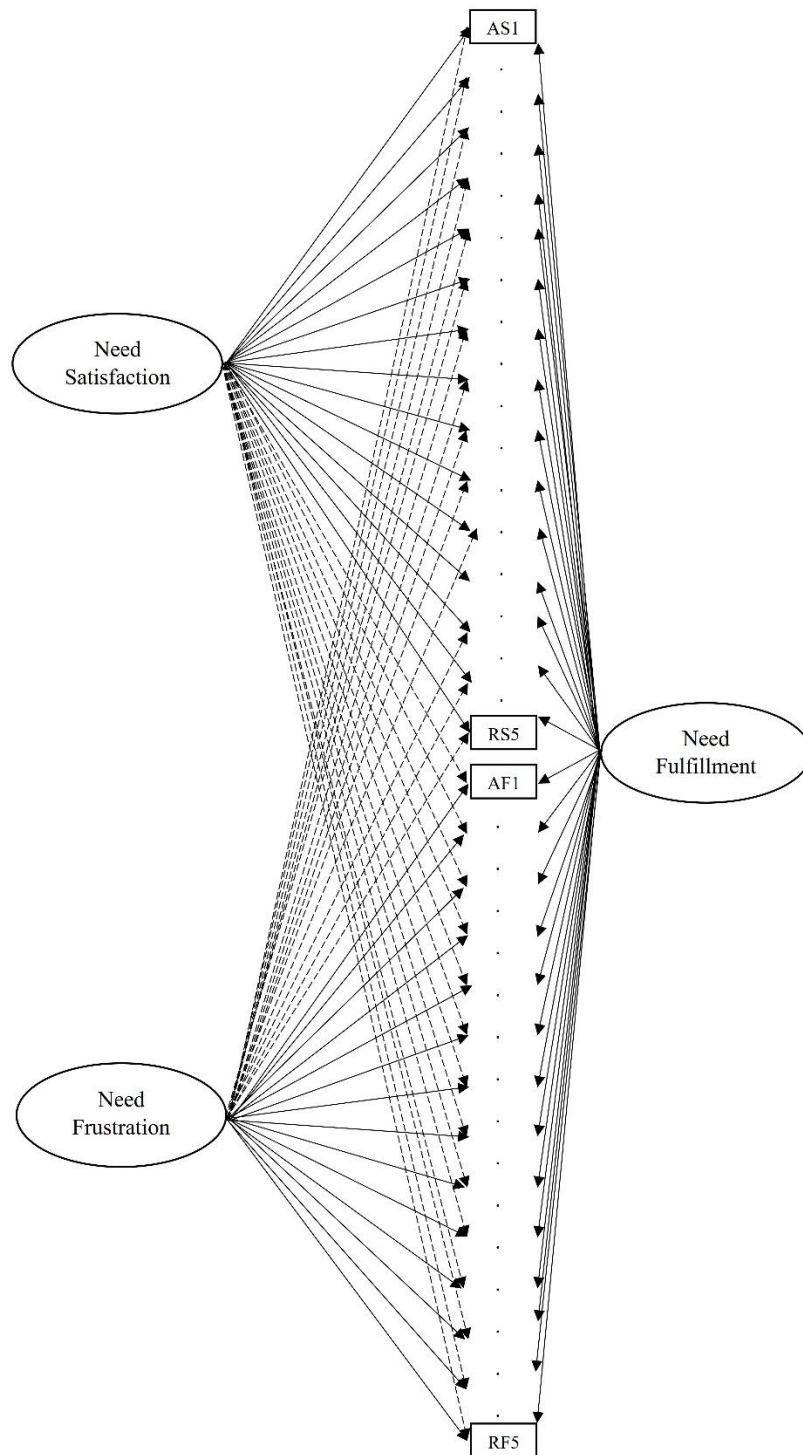 AS1
Need
Satisfaction
RS5
Need
Fulfillment
AF1
Need
Frustration
RF5